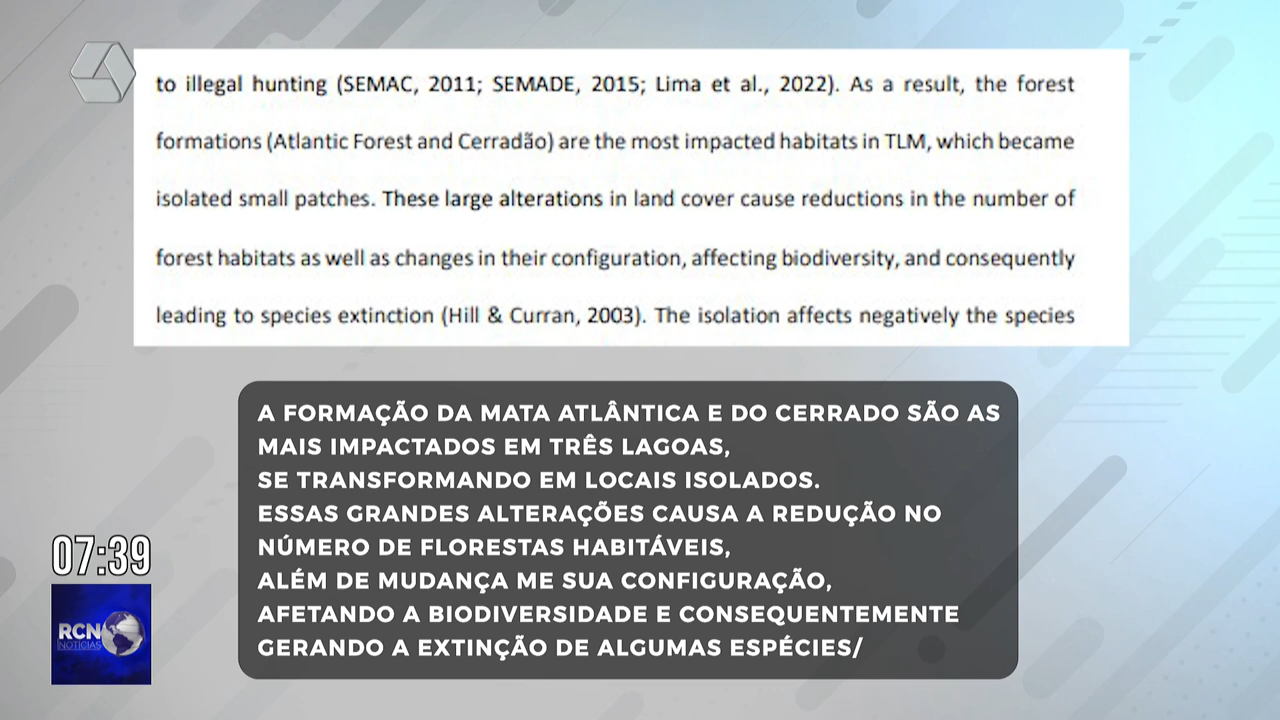 to illegal hunting (SEMAC, 2011; SEMADE, 2015; Lima et al., 2022). As a result, the forest
formations (Atlantic Forest and Cerradão) are the most impacted habitats in TLM, which became
isolated small patches. These large alterations in land cover cause reductions in the number of
forest habitats as well as changes in their configuration, affecting biodiversity, and consequently
leading to species extinction (Hill & Curran, 2003). The isolation affects negatively the species
A FORMAÇÃO DA MATA ATLÂNTICA E DO CERRADO SÃO AS
MAIS IMPACTADOS EM TRÊS LAGOAS,
SE TRANSFORMANDO EM LOCAIS ISOLADOS.
ESSAS GRANDES ALTERAÇÕES CAUSA A REDUÇÃO NO
NÚMERO DE FLORESTAS HABITÁVEIS,
ALÉM DE MUDANÇA ME SUA CONFIGURAÇÃO,
AFETANDO A BIODIVERSIDADE E CONSEQUENTEMENTE
GERANDO A EXTINÇÃO DE ALGUMAS ESPÉCIES/
07:39
RCN
NOTÍCIAS